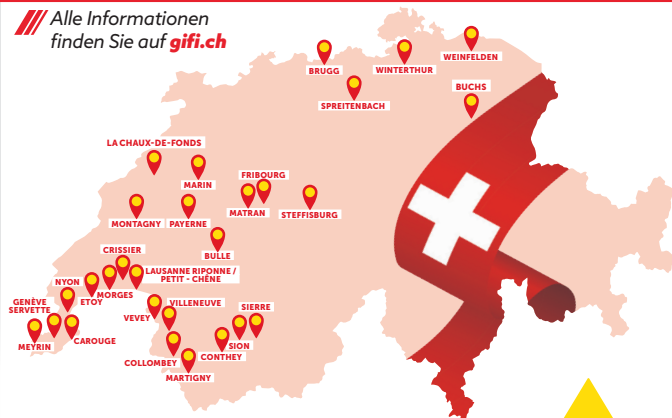 Alle Informationen
finden Sie auf gifi.ch
BRUGG
WINTERTHUR
WEINFELDEN
SPREITENBACH
BUCHS
LA CHAUX-DE-FONDS
MARIN
FRIBOURG
MATRAN
STEFFISBURG
MONTAGNY
PAYERNE
BULLE
CRISSIER
LAUSANNE RIPONNE /
PETIT - CHÊNE
NYON
ETOY
MORGES
GENÈVE
SERVETTE
VILLENEUVE
VEVEY
SIERRE
MEYRIN
CAROUGE
SION
CONTHEY
COLLOMBEY
MARTIGNY